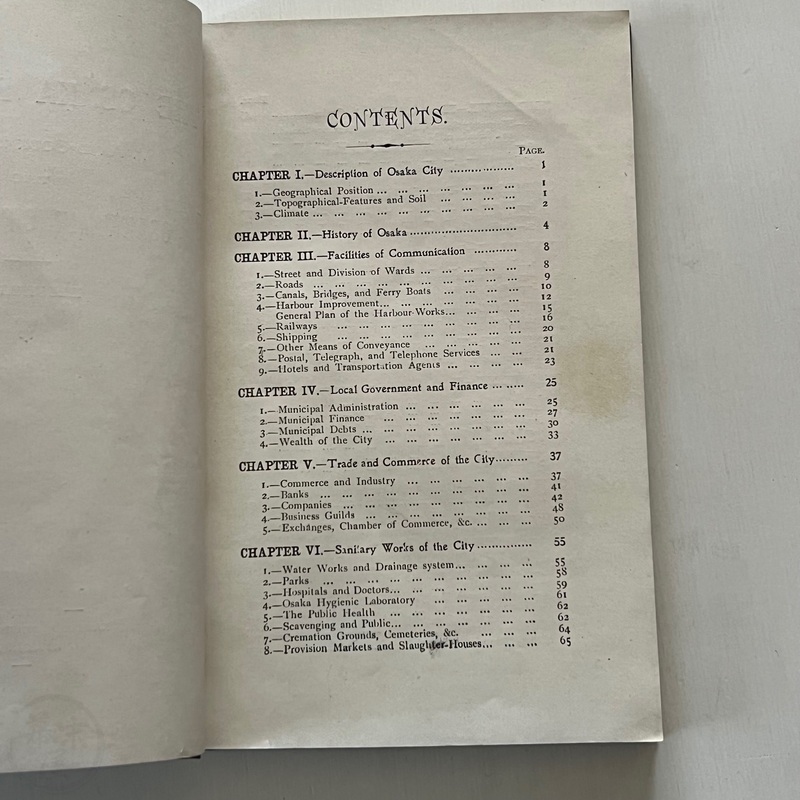 CONTENTS.
PAGE.
CHAPTER I.—Description of Osaka City .................. 1
1.—Geographical Position ... ... ... ... ... ... ... 1
2.—Topographical-Features and Soil ... ... ... ... 1
3.—Climate ... ... ... ... ... ... ... ... ... 2
CHAPTER II.—History of Osaka .............................. 4
CHAPTER III.—Facilities of Communication ............ 8
1.—Street and Division of Wards ... ... ... ... ... 8
2.—Roads ... ... ... ... ... ... ... ... ... 9
3.—Canals, Bridges, and Ferry Boats ... ... ... ... 10
4.—Harbour Improvement... ... ... ... ... ... ... 12
General Plan of the Harbour-Works... ... ... ... 15
5.—Railways ... ... ... ... ... ... ... ... 16
6.—Shipping ... ... ... ... ... ... ... ... 20
7.—Other Means of Conveyance ... ... ... ... ... 21
8.—Postal, Telegraph, and Telephone Services ... ... 21
9.—Hotels and Transportation Agents ... ... ... ... 23
CHAPTER IV.—Local Government and Finance ... ...... 25
1.—Municipal Administration ... ... ... ... ... ... 25
2.—Municipal Finance ... ... ... ... ... ... ... 27
3.—Municipal Debts ... ... ... ... ... ... ... ... 30
4.—Wealth of the City ... ... ... ... ... ... ... 33
CHAPTER V.—Trade and Commerce of the City......... 37
1.—Commerce and Industry ... ... ... ... ... ... 37
2.—Banks ... ... ... ... ... ... ... ... ... 41
3.—Companies ... ... ... ... ... ... ... ... 42
4.—Business Guilds ... ... ... ... ... ... ... ... 48
5.—Exchanges, Chamber of Commerce, &c. ... ... ... 50
CHAPTER VI.—Sanitary Works of the City ............... 55
1.—Water Works and Drainage system... ... ... ... 55
2.—Parks ... ... ... ... ... ... ... ... ... 58
3.—Hospitals and Doctors... ... ... ... ... ... ... 59
4.—Osaka Hygienic Laboratory ... ... ... ... ... 61
5.—The Public Health ... ... ... ... ... ... ... 62
6.—Scavenging and Public... ... ... ... ... ... ... 62
7.—Cremation Grounds, Cemeteries, &c. ... ... ... 64
8.—Provision Markets and Slaughter-Houses... ... ... 65